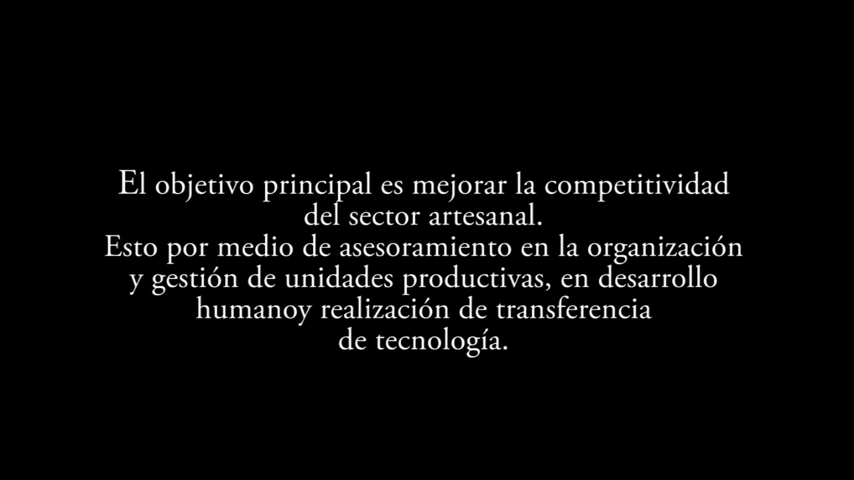 El objetivo principal es mejorar la competitividad
del sector artesanal.
Esto por medio de asesoramiento en la organización
y gestión de unidades productivas, en desarrollo
humanoy realización de transferencia
de tecnología.